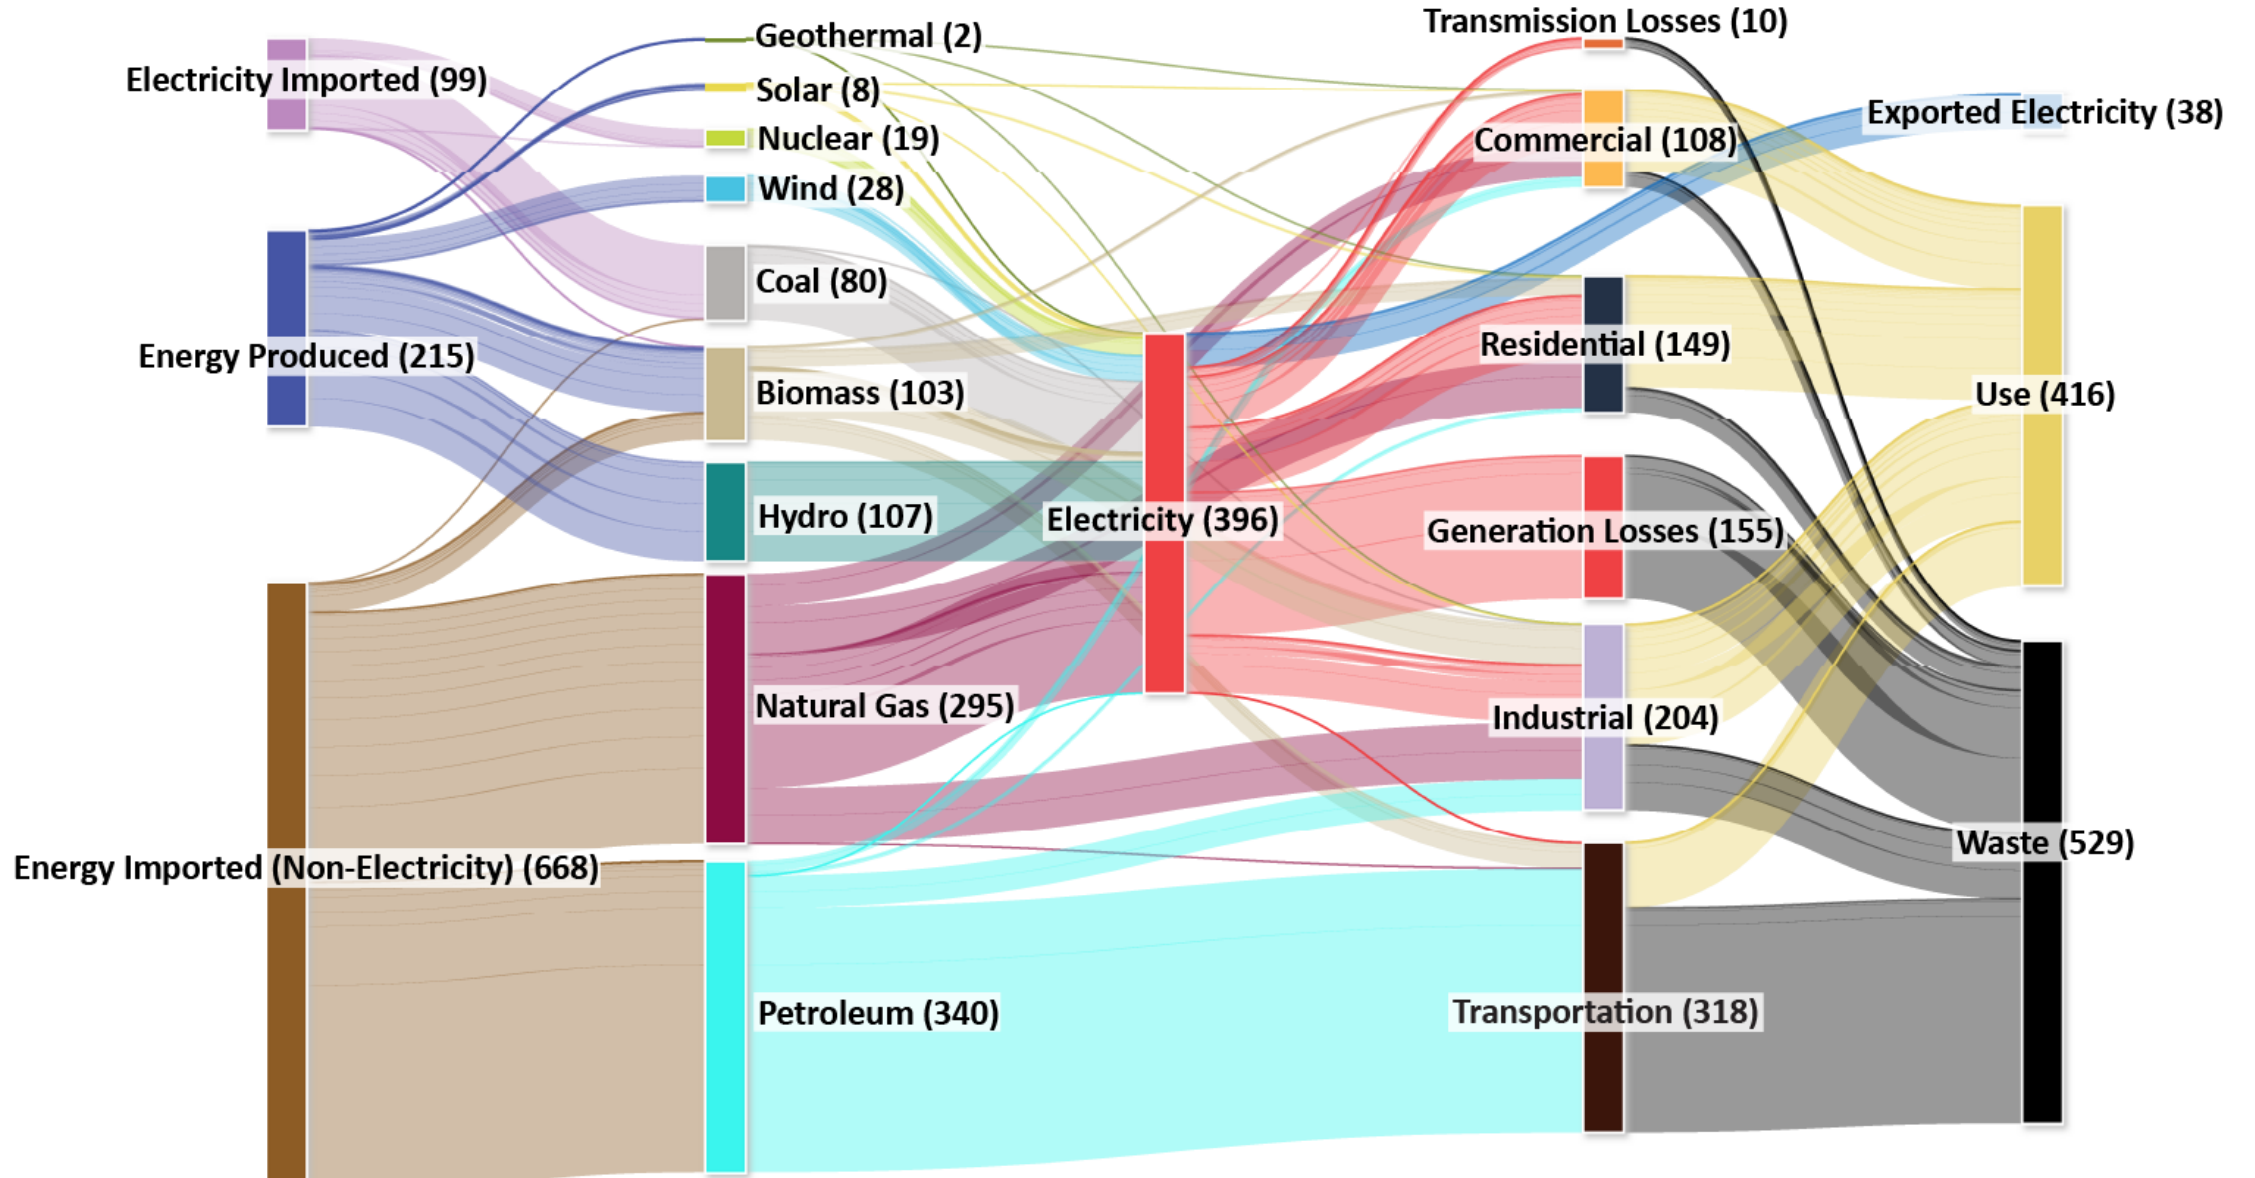 Electricity Imported (99)
Energy Produced (215)
Energy Imported (Non-Electricity) (668)
Geothermal (2)
Solar (8)
Nuclear (19)
Wind (28)
Coal (80)
Biomass (103)
Hydro (107)
Natural Gas (295)
Petroleum (340)
Electricity (396)
Transmission Losses (10)
Commercial (108)
Residential (149)
Generation Losses (155)
Industrial (204)
Transportation (318)
Exported Electricity (38)
Use (416)
Waste (529)